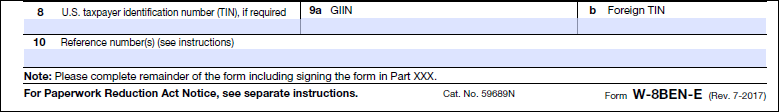 8 U.S. taxpayer identification number (TIN), if required 9a GIIN b Foreign TIN
10 Reference number(s) (see instructions)
Note: Please complete remainder of the form including signing the form in Part XXX.
For Paperwork Reduction Act Notice, see separate instructions. Cat. No. 59689N Form W-8BEN-E (Rev. 7-2017)